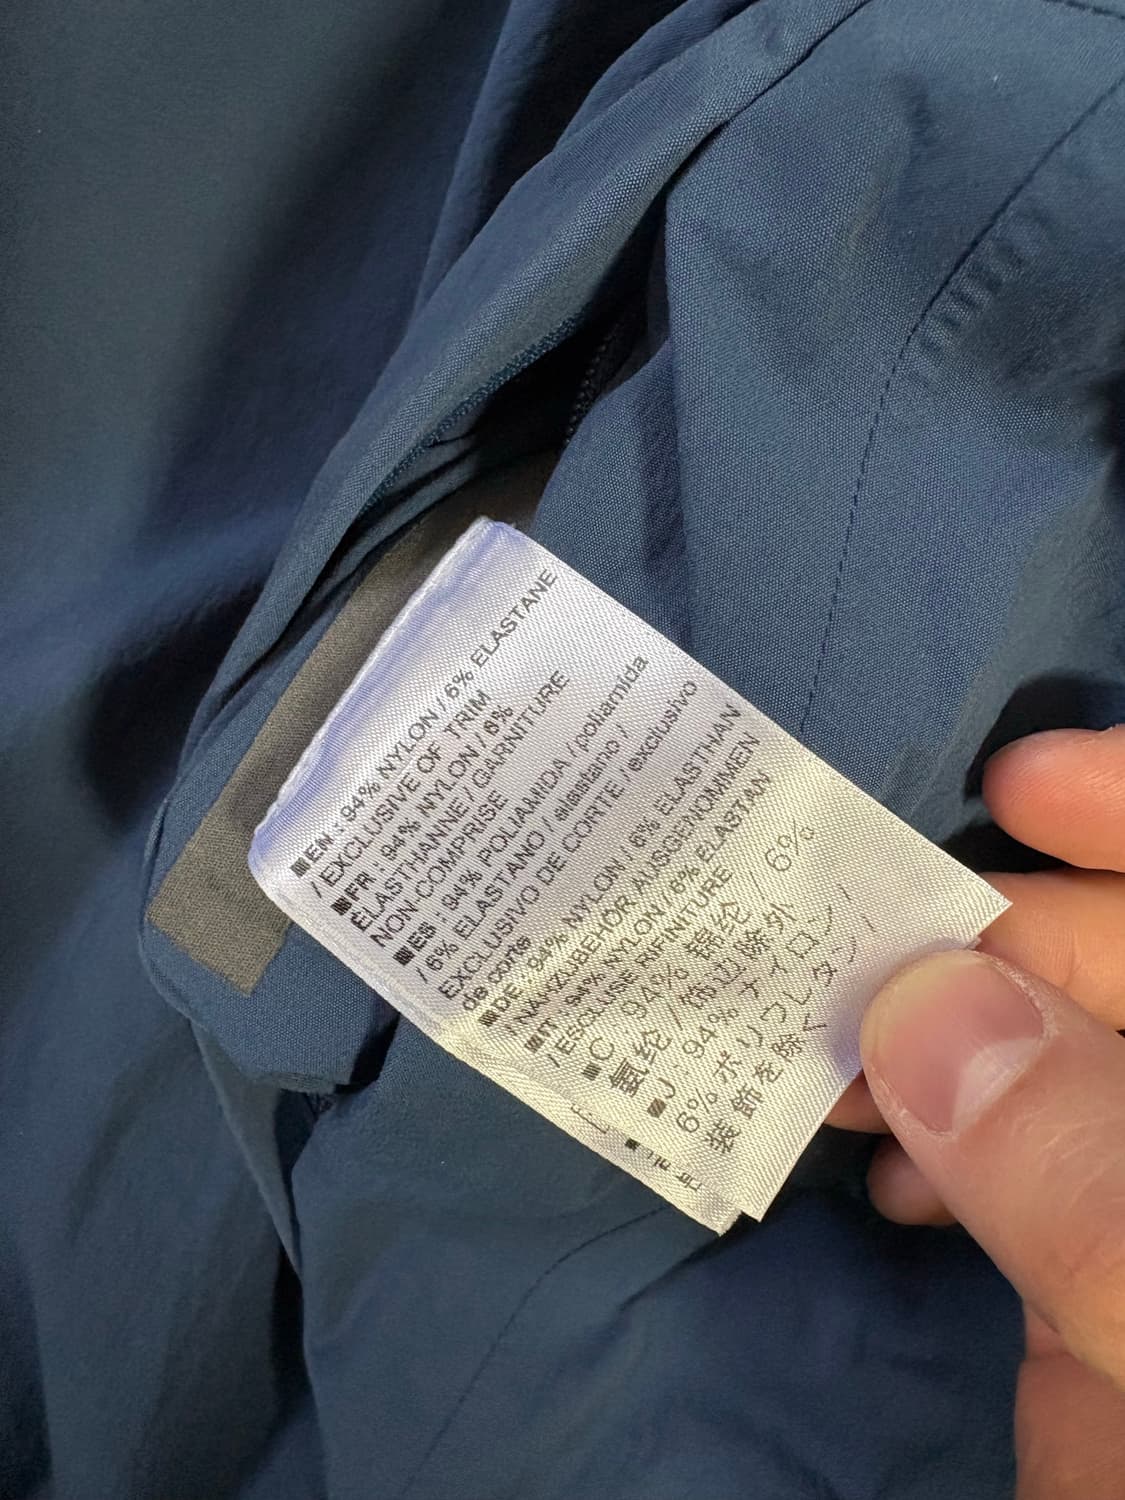 ■EN : 94% NYLON / 6% ELASTANE
/ EXCLUSIVE OF TRIM
■FR : 94% NYLON / 6%
ÉLASTHANNE / GARNITURE
NON-COMPRISE
■ES : 94% POLIAMIDA / poliamida
/ 6% ELASTANO / elastano /
EXCLUSIVO DE CORTE / exclusivo
de corte
■DE : 94% NYLON / 6% ELASTHAN
/ NAHZUBEHÖR AUSGENOMMEN
■IT : 94% NYLON / 6% ELASTAN
/ ESCLUSE RIFINITURE
■C : 94% 锦纶 / 6%
氨纶 / 饰边除外
■J : 94% ナイロン /
6% ポリウレタン /
装飾を除く